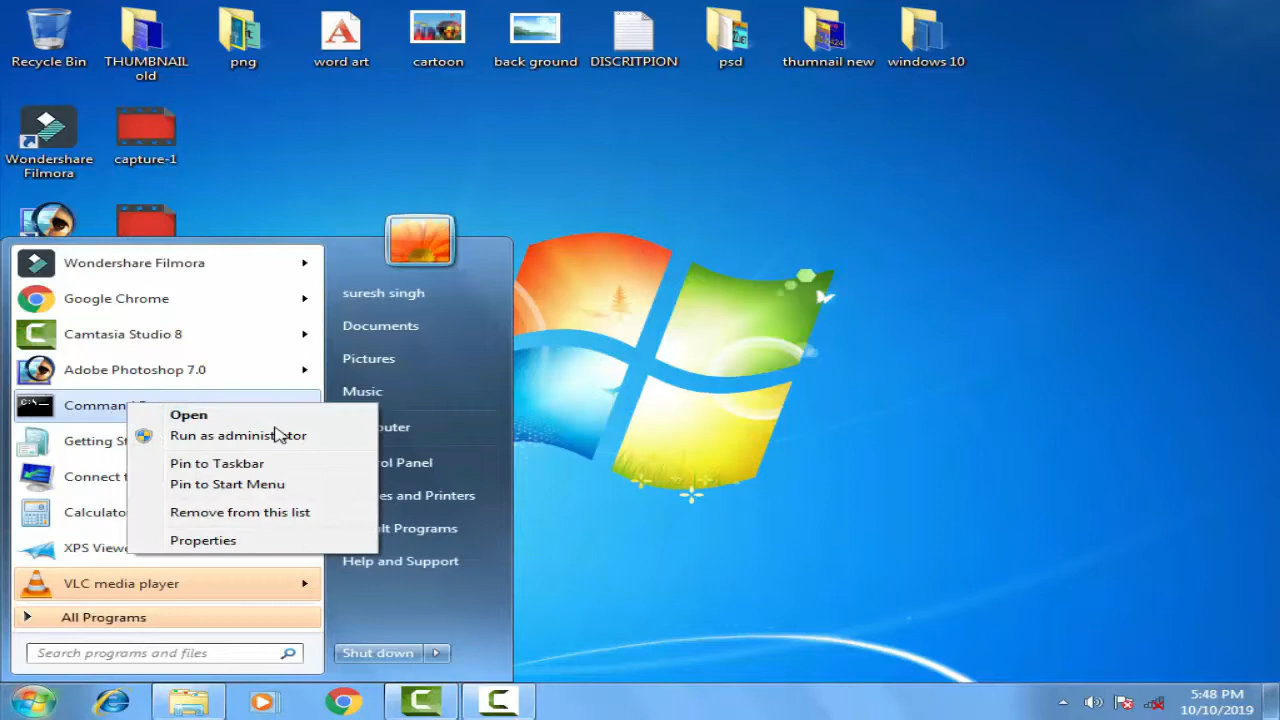 Recycle Bin
THUMBNAIL
old
png
word art
cartoon
back ground
DISCRITPION
psd
thumnail new
windows 10
Wondershare
Filmora
capture-1
Wondershare Filmora
Google Chrome
Camtasia Studio 8
Adobe Photoshop 7.0
Command
Getting St
Connect t
Calculato
XPS Viewe
VLC media player
All Programs
Search programs and files
Open
Run as administrator
Pin to Taskbar
Pin to Start Menu
Remove from this list
Properties
suresh singh
Documents
Pictures
Music
puter
ol Panel
es and Printers
ult Programs
Help and Support
Shut down
5:48 PM
10/10/2019